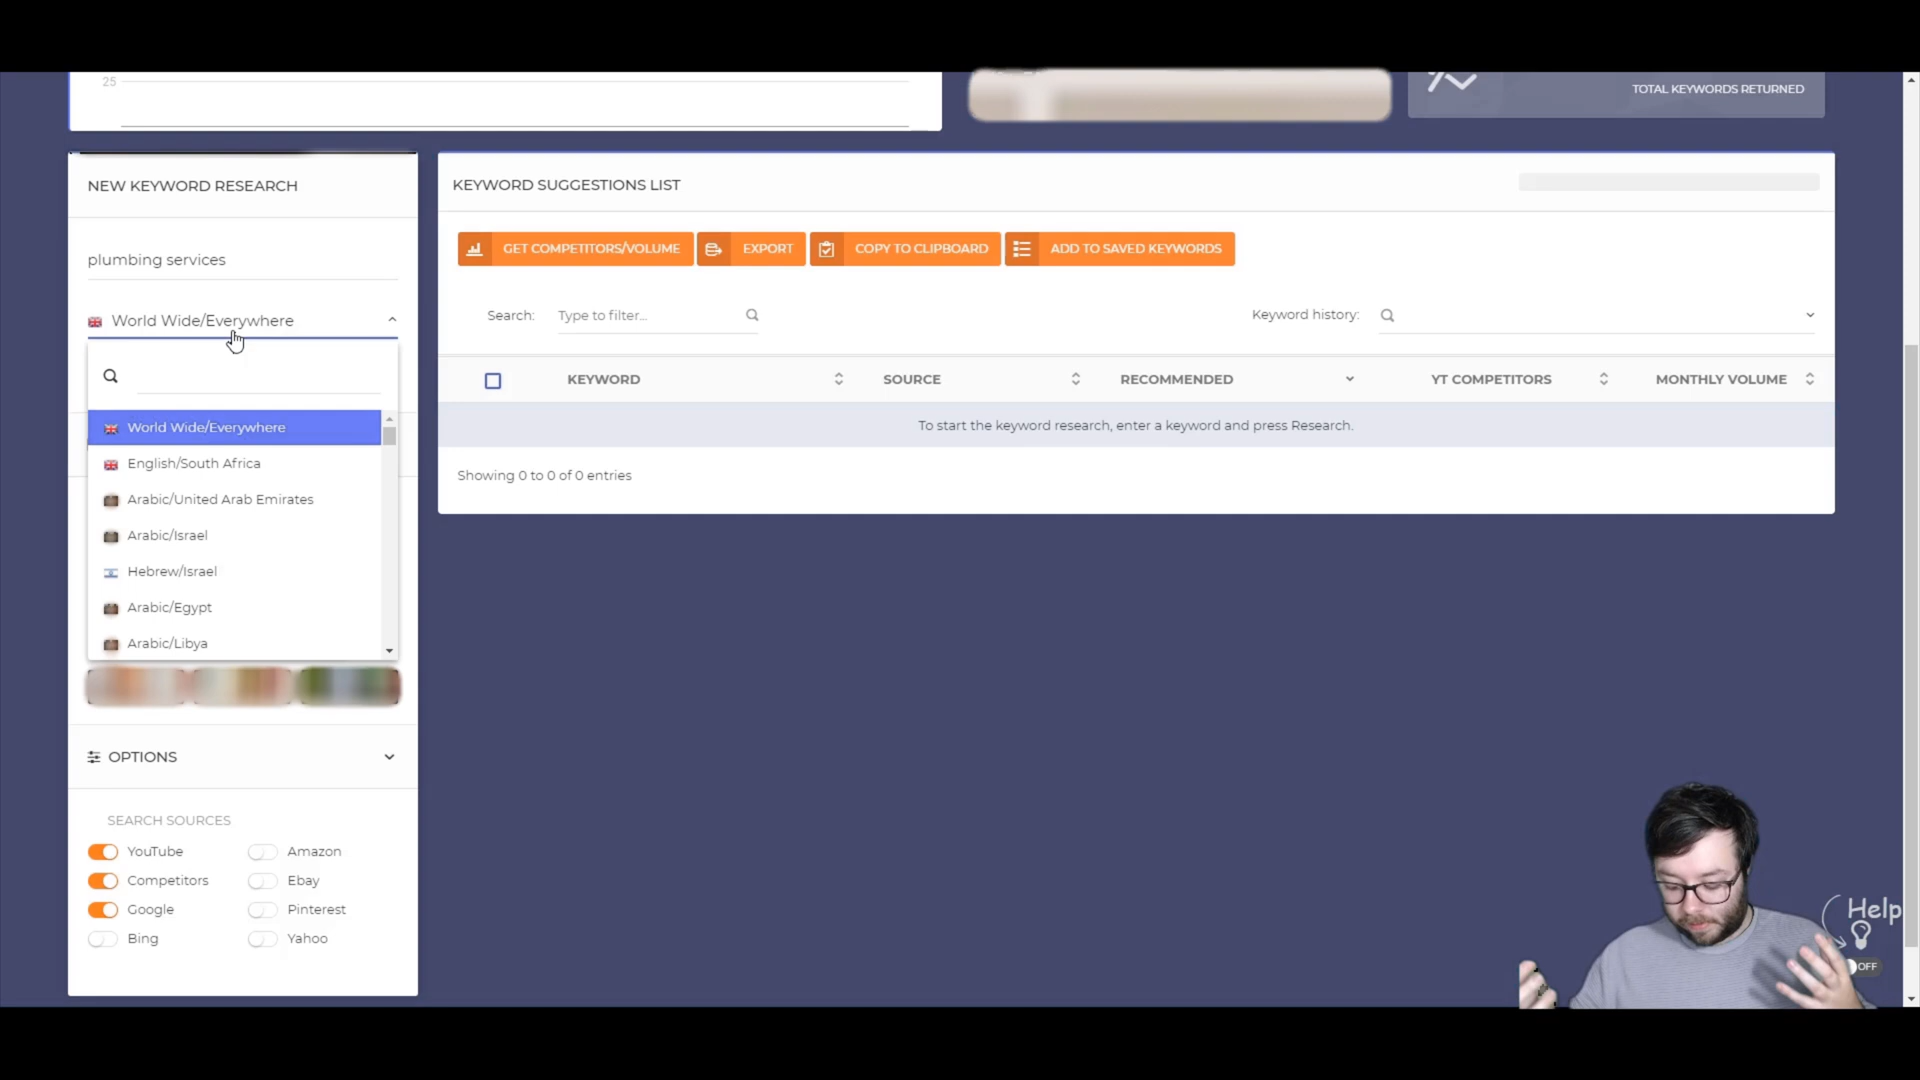 25
TOTAL KEYWORDS RETURNED
NEW KEYWORD RESEARCH
plumbing services
World Wide/Everywhere
World Wide/Everywhere
English/South Africa
Arabic/United Arab Emirates
Arabic/Israel
Hebrew/Israel
Arabic/Egypt
Arabic/Libya
OPTIONS
SEARCH SOURCES
YouTube Amazon
Competitors Ebay
Google Pinterest
Bing Yahoo
KEYWORD SUGGESTIONS LIST
GET COMPETITORS/VOLUME EXPORT COPY TO CLIPBOARD ADD TO SAVED KEYWORDS
Search: Type to filter... Keyword history:
KEYWORD SOURCE RECOMMENDED YT COMPETITORS MONTHLY VOLUME
To start the keyword research, enter a keyword and press Research.
Showing 0 to 0 of 0 entries
Help
OFF